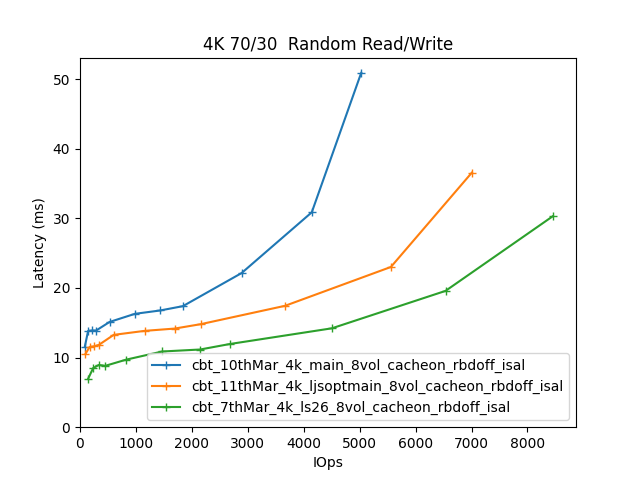 4K 70/30  Random Read/Write
Latency (ms)
50
40
30
20
10
0
0 1000 2000 3000 4000 5000 6000 7000 8000
IOps
cbt_10thMar_4k_main_8vol_cacheon_rbdoff_isal
cbt_11thMar_4k_ljsoptmain_8vol_cacheon_rbdoff_isal
cbt_7thMar_4k_ls26_8vol_cacheon_rbdoff_isal